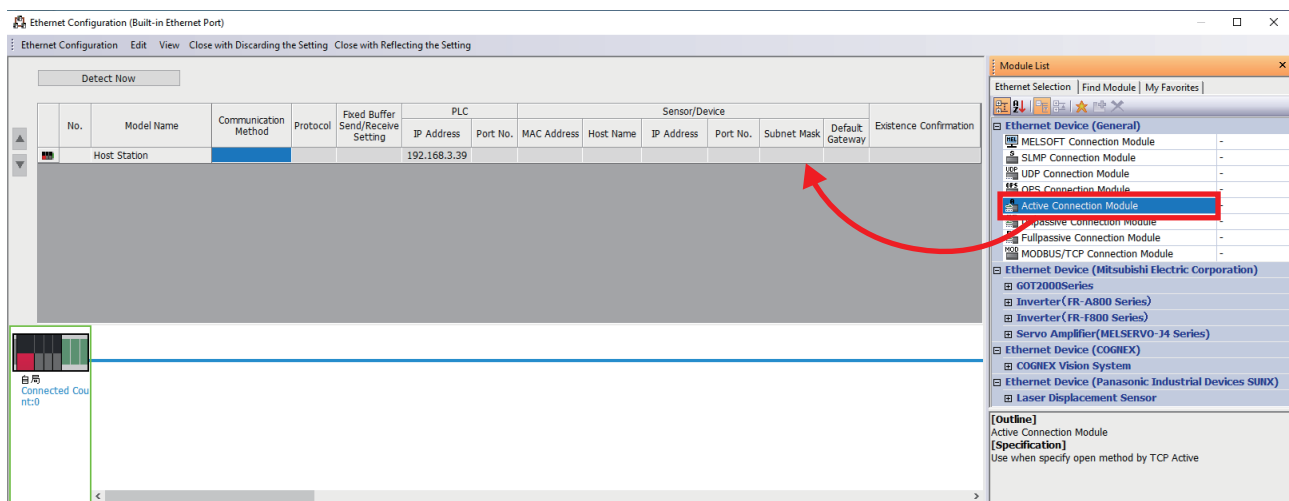 Ethernet Configuration (Built-in Ethernet Port)
Ethernet Configuration Edit View Close with Discarding the Setting Close with Reflecting the Setting
Detect Now
No.
Model Name
Communication
Method
Protocol
Fixed Buffer
Send/Receive
Setting
PLC
IP Address
Port No.
Sensor/Device
MAC Address
Host Name
IP Address
Port No.
Subnet Mask
Default
Gateway
Existence Confirmation
Host Station
192.168.3.39
自局
Connected Cou
nt:0
Module List
Ethernet Selection Find Module My Favorites
Ethernet Device (General)
MELSOFT Connection Module -
SLMP Connection Module -
UDP Connection Module -
OPS Connection Module -
Active Connection Module -
Unpassive Connection Module -
Fullpassive Connection Module -
MODBUS/TCP Connection Module -
Ethernet Device (Mitsubishi Electric Corporation)
GOT2000Series
Inverter(FR-A800 Series)
Inverter(FR-F800 Series)
Servo Amplifier(MELSERVO-J4 Series)
Ethernet Device (COGNEX)
COGNEX Vision System
Ethernet Device (Panasonic Industrial Devices SUNX)
Laser Displacement Sensor
[Outline]
Active Connection Module
[Specification]
Use when specify open method by TCP Active